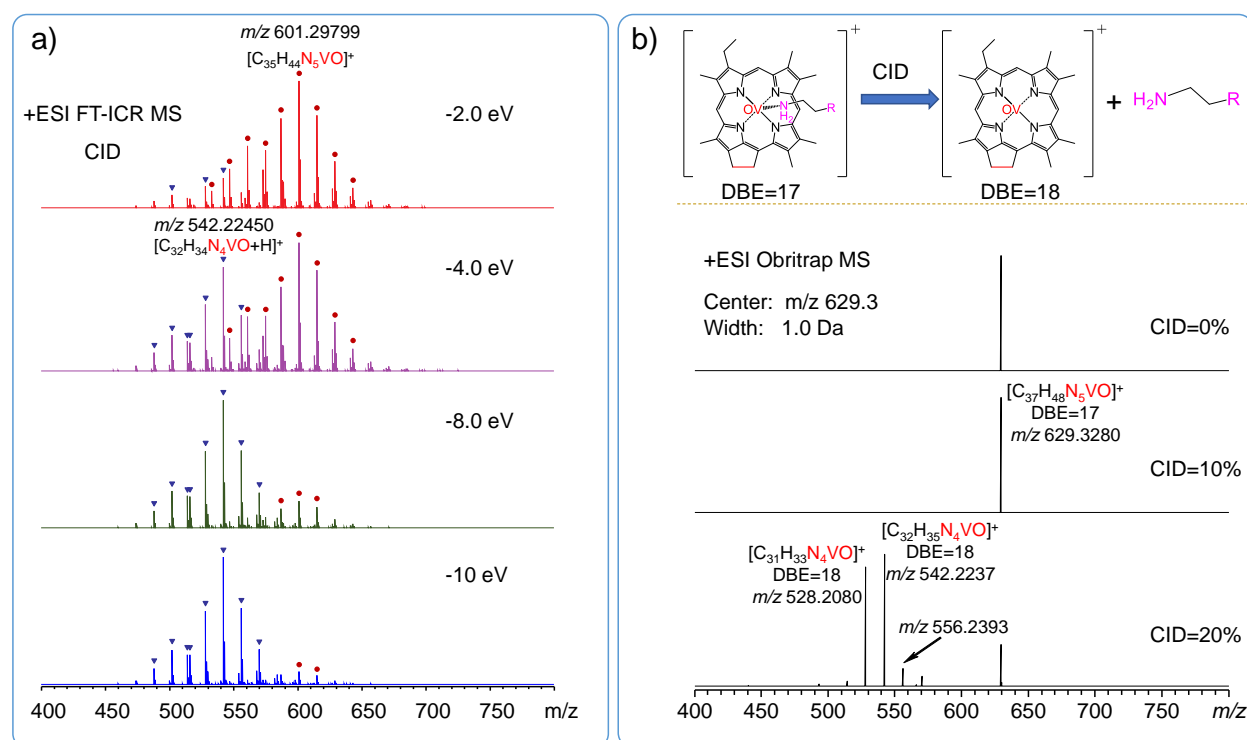 a)
m/z 601.29799
[C35H44N5VO]+
+ESI FT-ICR MS
CID
-2.0 eV
m/z 542.22450
[C32H34N4VO+H]+
-4.0 eV
-8.0 eV
-10 eV
400 450 500 550 600 650 700 750 m/z
b)
+
CID
+
N N
OV N R
H2
N N
DBE=17
N N
OV
N N
DBE=18
+ H2N R
+ESI Obritrap MS
Center: m/z 629.3
Width: 1.0 Da
CID=0%
[C37H48N5VO]+
DBE=17
m/z 629.3280
CID=10%
[C31H33N4VO]+
DBE=18
m/z 528.2080
[C32H35N4VO]+
DBE=18
m/z 542.2237
m/z 556.2393
CID=20%
400 450 500 550 600 650 700 750 m/z